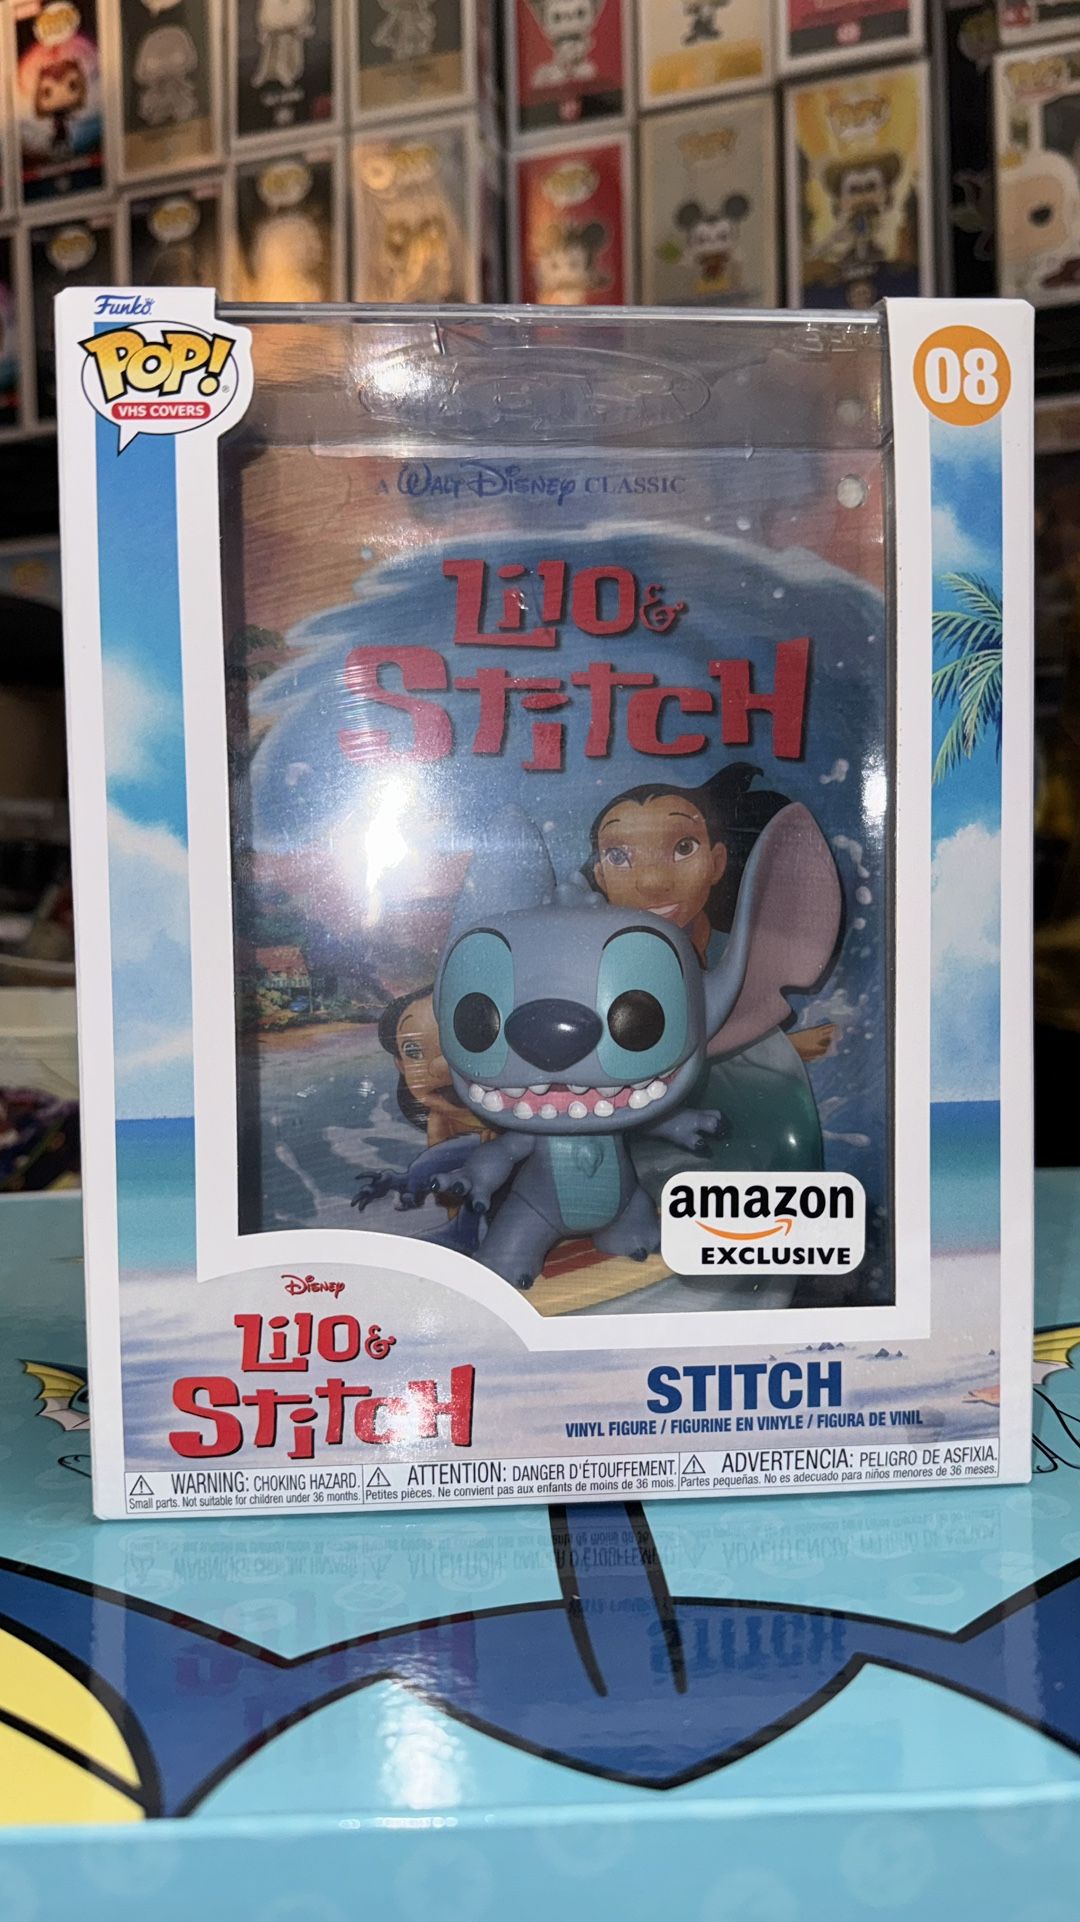 Funko
POP!
VHS COVERS
08
A WALT DISNEY CLASSIC
Lilo &
Stitch
amazon
EXCLUSIVE
Disney
Lilo &
Stitch
STITCH
VINYL FIGURE / FIGURINE EN VINYLE / FIGURA DE VINIL
WARNING: CHOKING HAZARD.
Small parts. Not suitable for children under 36 months.
ATTENTION: DANGER D'ÉTOUFFEMENT.
Petites pièces. Ne convient pas aux enfants de moins de 36 mois.
ADVERTENCIA: PELIGRO DE ASFIXIA.
Partes pequeñas. No es adecuado para niños menores de 36 meses.